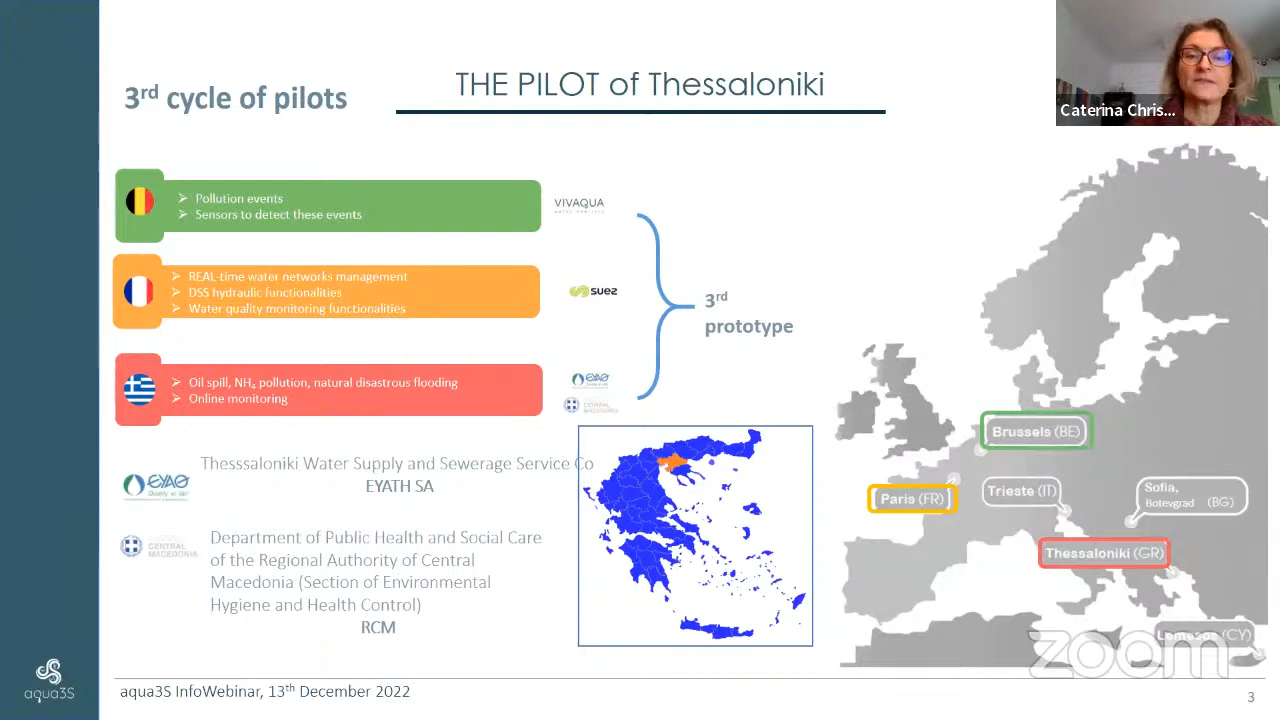 3rd cycle of pilots
THE PILOT of Thessaloniki
Caterina Chris...
➢ Pollution events
➢ Sensors to detect these events
VIVAQUA
➢ REAL-time water networks management
➢ DSS hydraulic functionalities
➢ Water quality monitoring functionalities
suez
3rd
prototype
➢ Oil spill, NH4 pollution, natural disastrous flooding
➢ Online monitoring
ΕΥΑΘ
CENTRAL
MACEDONIA
Thesssaloniki Water Supply and Sewerage Service Co
EYATH SA
ΕΥΑΘ
Department of Public Health and Social Care
of the Regional Authority of Central
Macedonia (Section of Environmental
Hygiene and Health Control)
RCM
CENTRAL
MACEDONIA
Brussels (BE)
Paris (FR)
Trieste (IT)
Sofia,
Botevgrad (BG)
Thessaloniki (GR)
Lemesos (CY)
zoom
aqua3S
aqua3S InfoWebinar, 13th December 2022
3